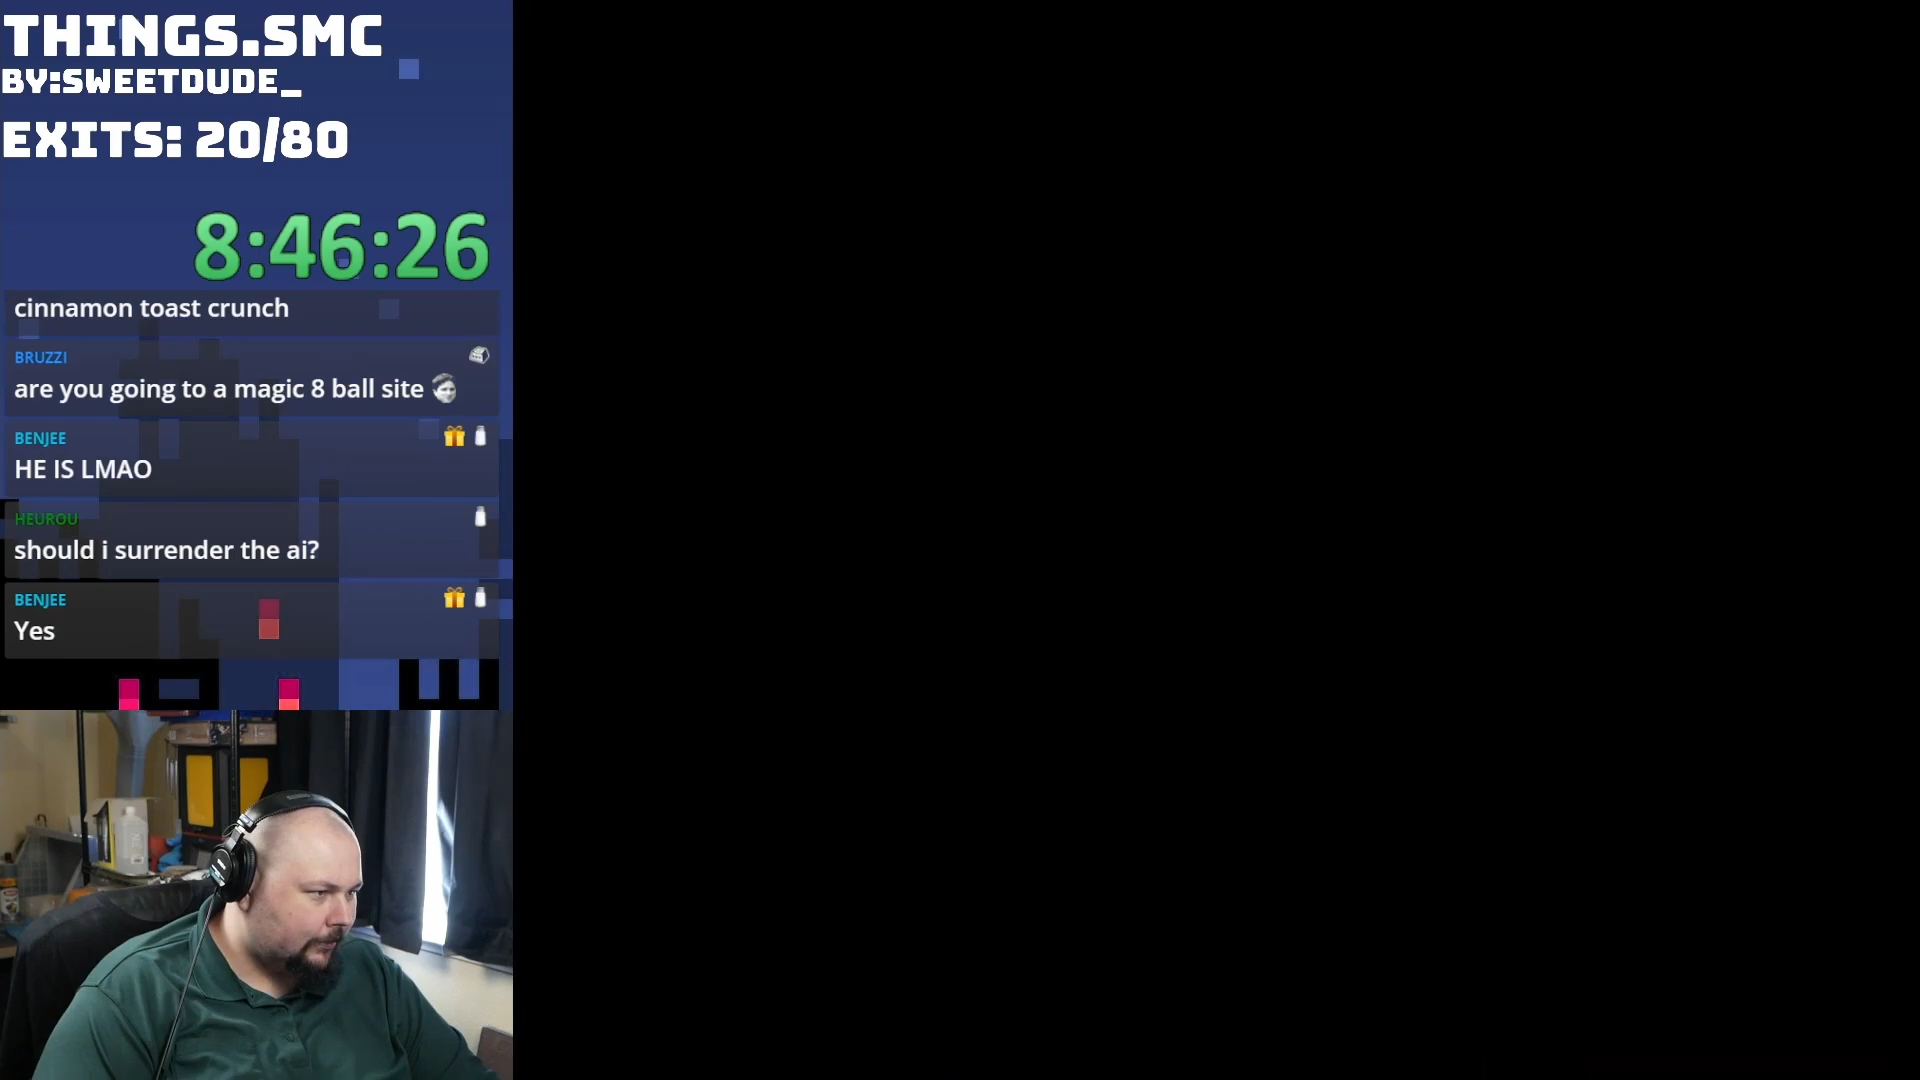 THINGS.SMC
BY:SWEETDUDE_
EXITS: 20/80
8:46:26
cinnamon toast crunch
BRUZZI
are you going to a magic 8 ball site
BENJEE
HE IS LMAO
HEUROU
should i surrender the ai?
BENJEE
Yes